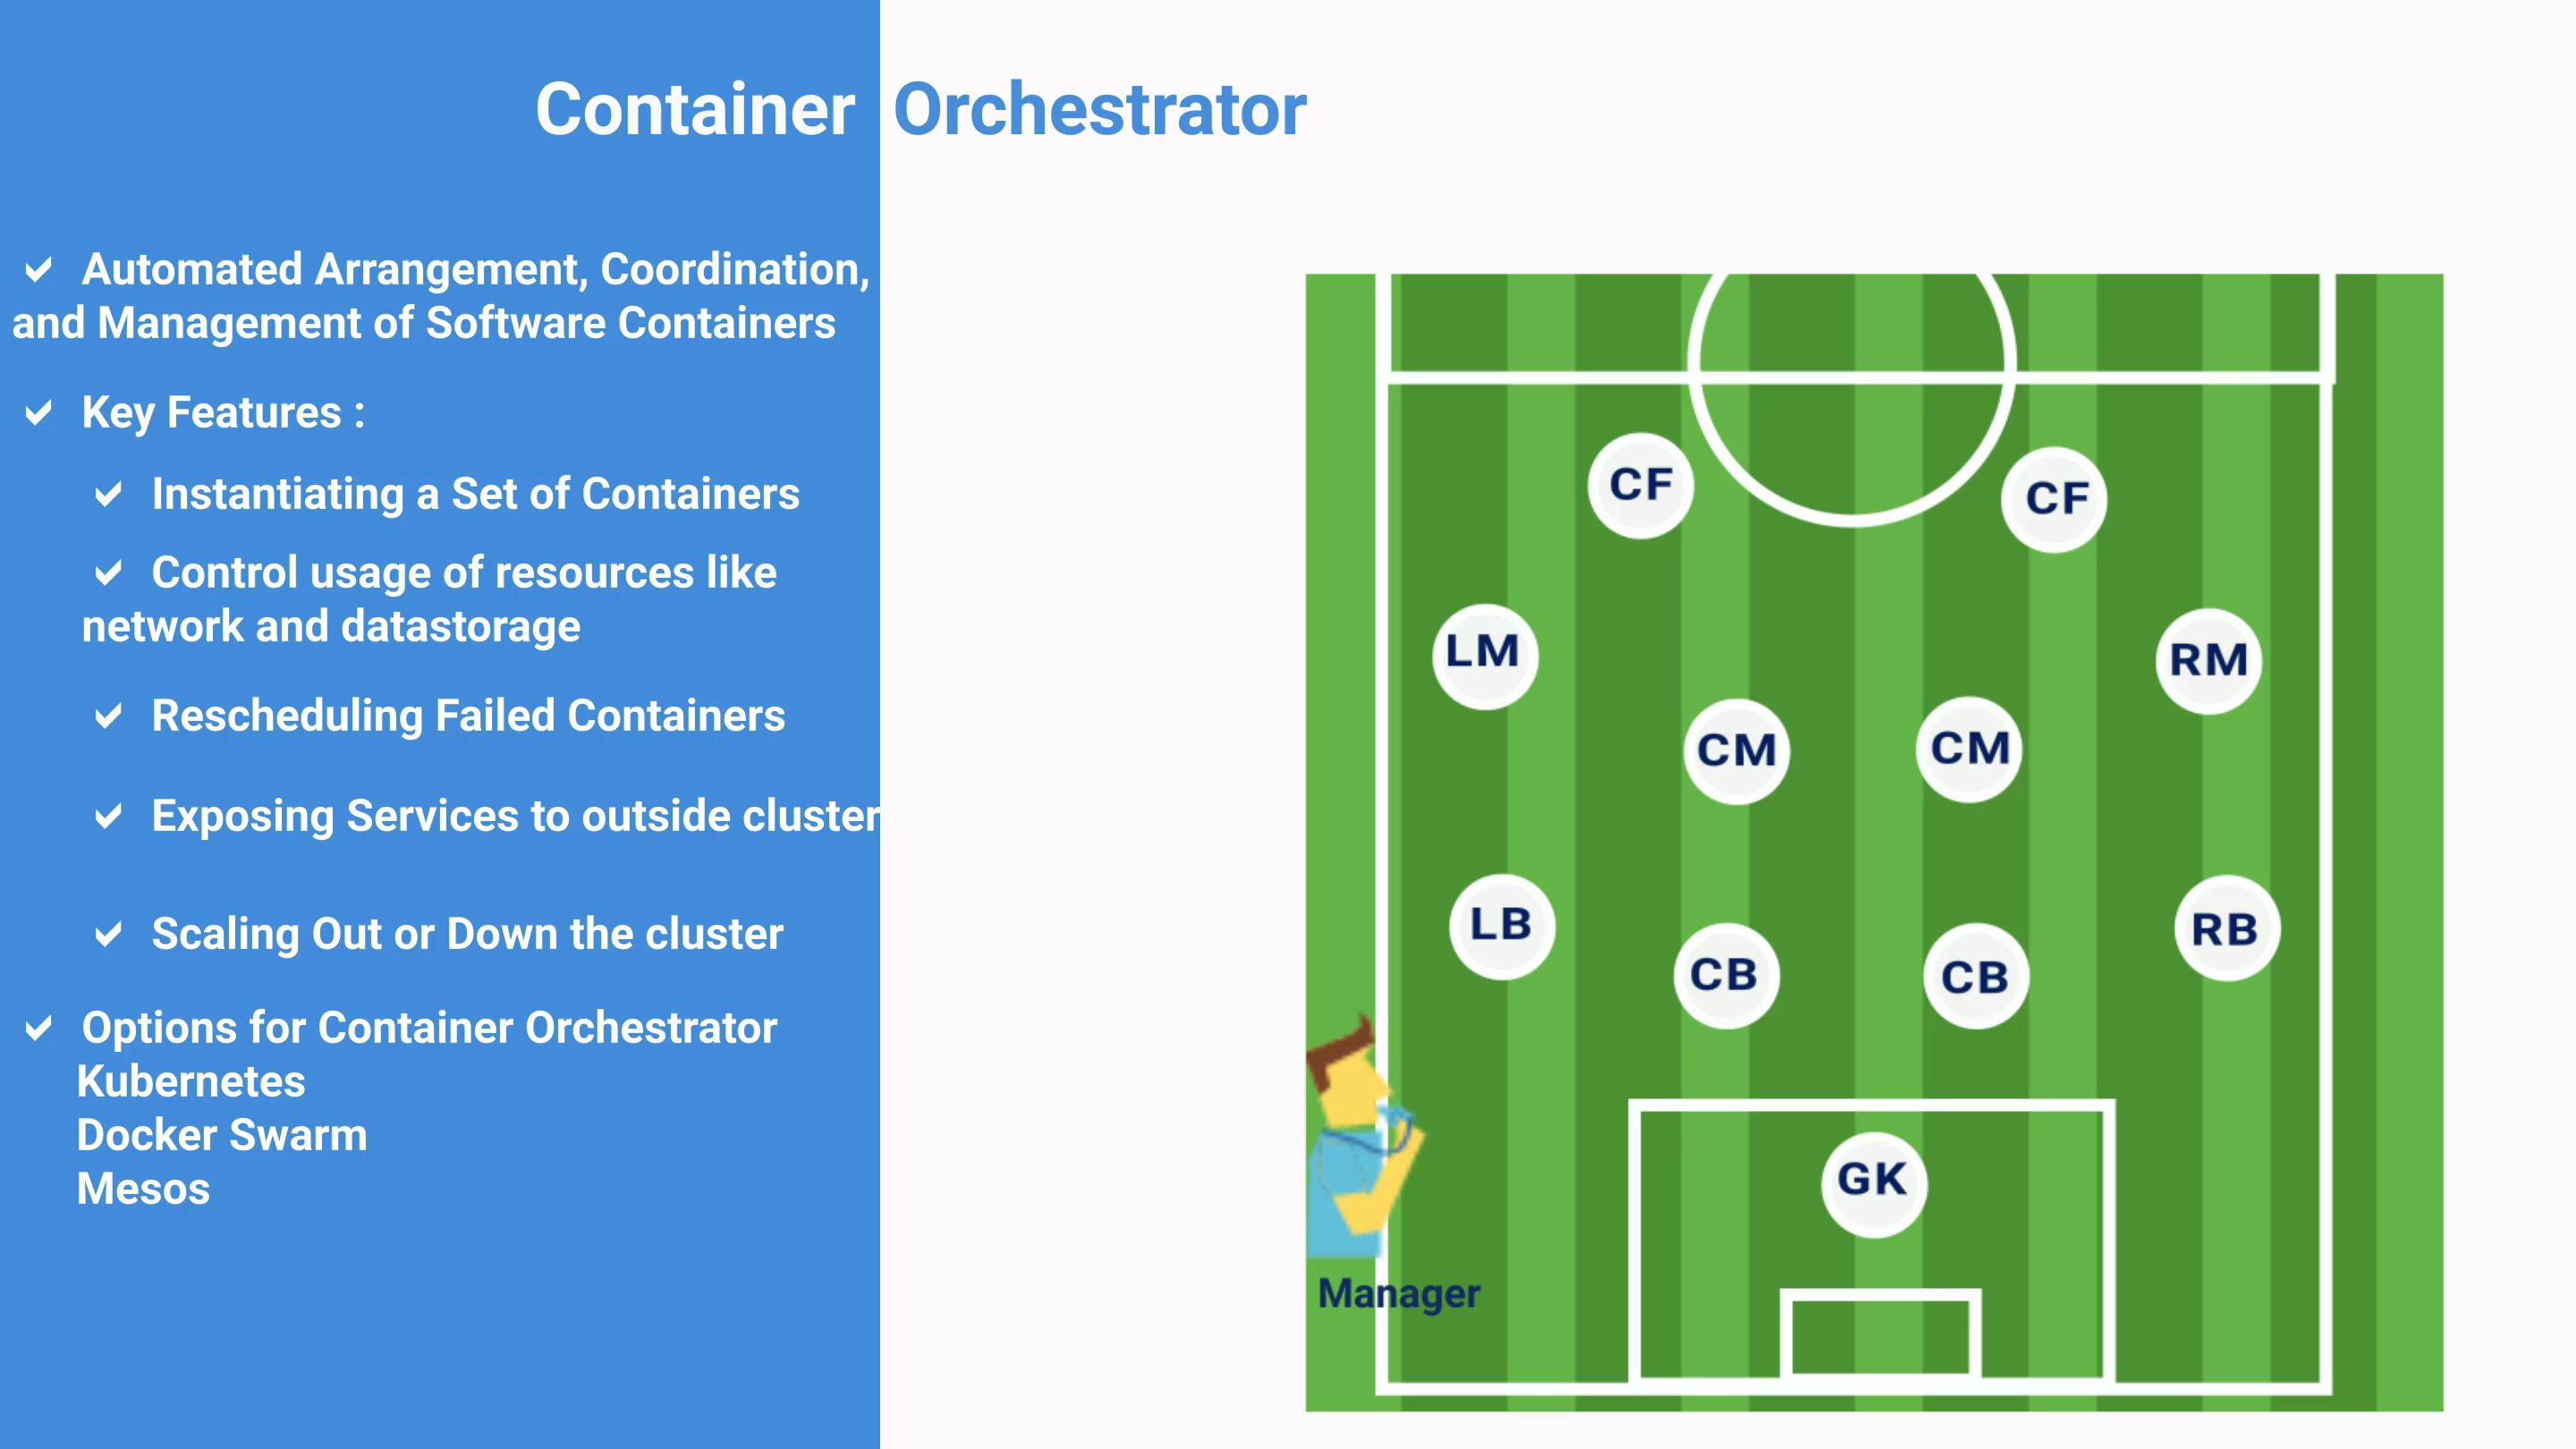 Container Orchestrator
Automated Arrangement, Coordination,
and Management of Software Containers
Key Features :
Instantiating a Set of Containers
Control usage of resources like
network and datastorage
Rescheduling Failed Containers
Exposing Services to outside cluster
Scaling Out or Down the cluster
Options for Container Orchestrator
Kubernetes
Docker Swarm
Mesos
CF
CF
LM
RM
CM
CM
LB
RB
CB
CB
GK
Manager